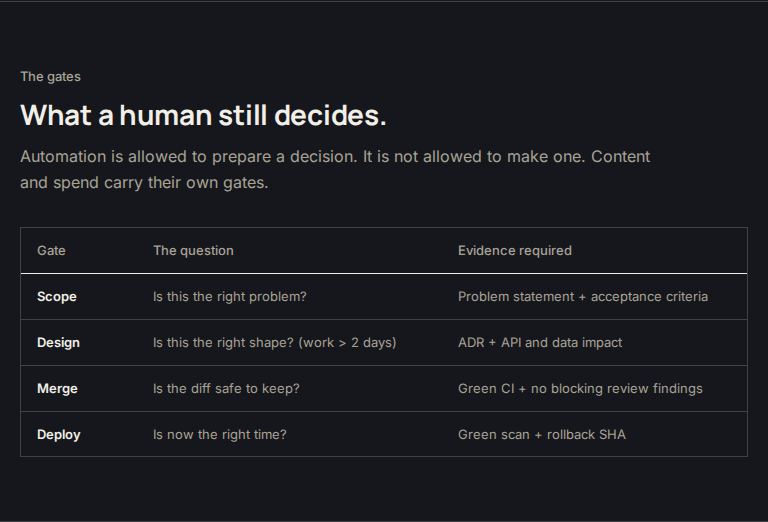 The gates
What a human still decides.
Automation is allowed to prepare a decision. It is not allowed to make one. Content
and spend carry their own gates.
Gate The question Evidence required
Scope Is this the right problem? Problem statement + acceptance criteria
Design Is this the right shape? (work > 2 days) ADR + API and data impact
Merge Is the diff safe to keep? Green CI + no blocking review findings
Deploy Is now the right time? Green scan + rollback SHA